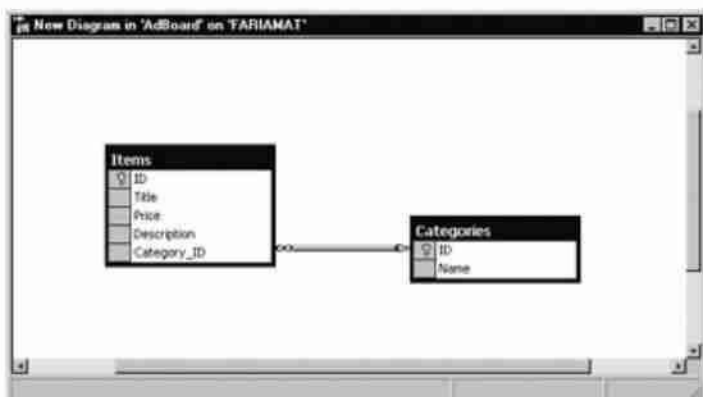 New Diagram in 'AdBoard' on 'FARIAMAT'
Items
ID
Title
Price
Description
Category_ID
Categories
ID
Name